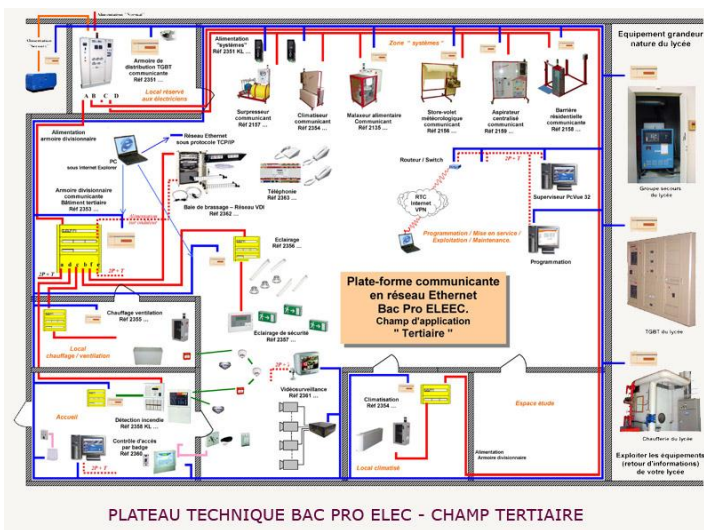 Alimentation "Normal"
Alimentation
Armoire de
distribution TGBT
communicante
Réf 2351 ...
Local réservé
aux électriciens
A B C D
Alimentation
"systèmes"
Réf 2351 KL ...
Zone "systèmes"
Surpresseur
communicant
Réf 2157 ...
Climatiseur
communicant
Réf 2354 ...
Malaxeur alimentaire
Communicant
Réf 2135 ...
Store-volet
météorologique
communicant
Réf 2156 ...
Aspirateur
centralisé
communicant
Réf 2159 ...
Barrière
résidentielle
communicante
Réf 2158 ...
Equipement grandeur
nature du lycée
Groupe secours
du lycée
TGBT du lycée
Chaufferie du lycée
Exploiter les équipements
(retour d'informations)
de votre lycée
Alimentation
armoire divisionnaire
PC
sous Internet Explorer
Réseau Ethernet
sous protocole TCP/IP
Armoire divisionnaire
communicante
Bâtiment tertiaire
Réf 2353 ...
Baie de brassage – Réseau VDI
Réf 2362 ...
Téléphonie
Réf 2363 ...
Routeur / Switch
2P + T
RTC
Internet
VPN
Superviseur PcVue 32
Programmation / Mise en service /
Exploitation / Maintenance.
Programmation
a d c b f e
2P + T
2P + T
Eclairage
Réf 2356 ...
Eclairage de sécurité
Réf 2357 ...
Plate-forme communicante
en réseau Ethernet
Bac Pro ELEEC.
Champ d'application
" Tertiaire "
Chauffage ventilation
Réf 2355 ...
Local
chauffage / ventilation
Accueil
Détection incendie
Réf 2358 KL ...
Contrôle d'accès
par badge
Réf 2360 ...
2P + T
2P + T
Vidéosurveillance
Réf 2361 ...
Climatisation
Réf 2354 ...
Local climatisé
Espace étude
Alimentation
Armoire divisionnaire
PLATEAU TECHNIQUE BAC PRO ELEC - CHAMP TERTIAIRE